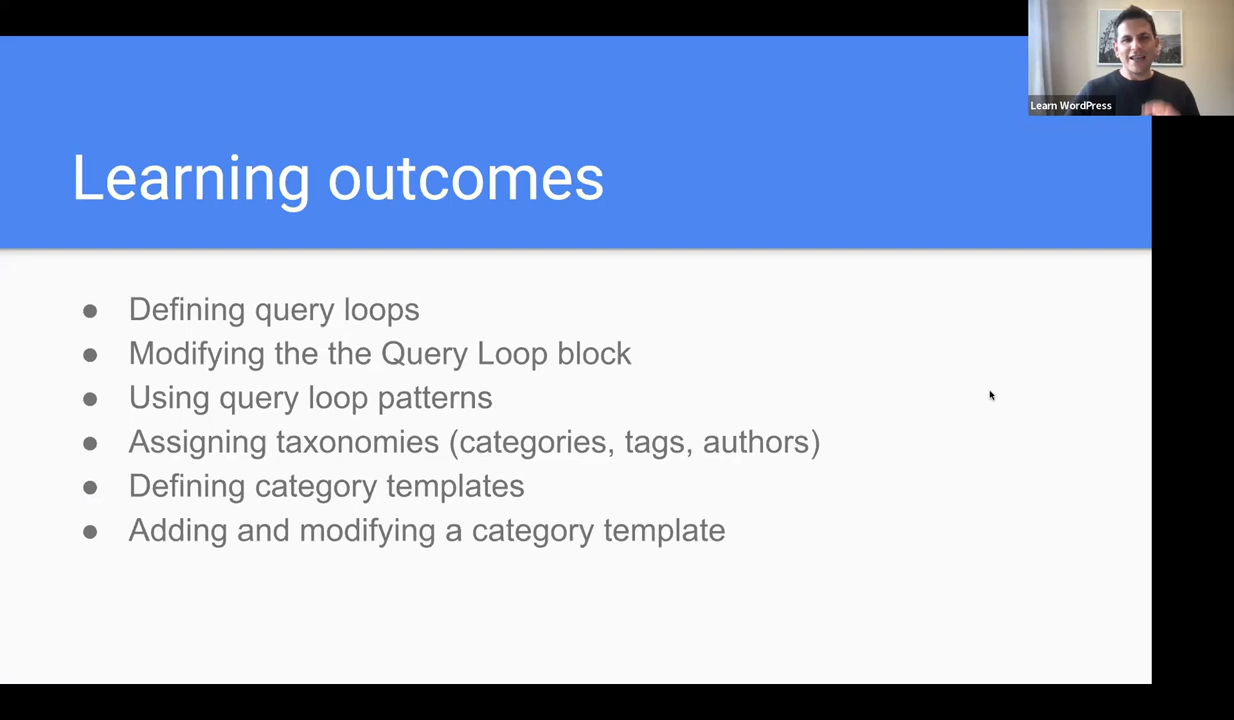 Learn WordPress
Learning outcomes
● Defining query loops
● Modifying the the Query Loop block
● Using query loop patterns
● Assigning taxonomies (categories, tags, authors)
● Defining category templates
● Adding and modifying a category template